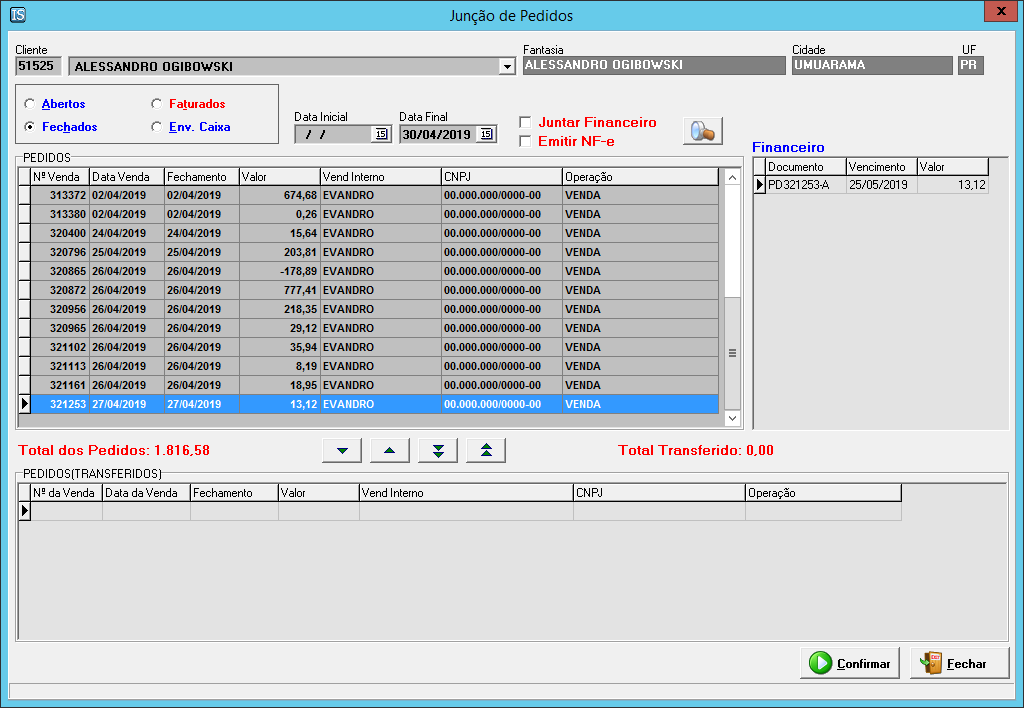 IS
Junção de Pedidos
x
Cliente
Fantasia
Cidade
UF
51525
ALESSANDRO OGIBOWSKI
ALESSANDRO OGIBOWSKI
UMUARAMA
PR
Abertos
Faturados
Fechados
Env. Caixa
Data Inicial
Data Final
/ /
15
30/04/2019
15
Juntar Financeiro
Emitir NF-e
PEDIDOS
Nº Venda Data Venda Fechamento Valor Vend Interno CNPJ Operação
313372 02/04/2019 02/04/2019 674,68 EVANDRO 00.000.000/0000-00 VENDA
313380 02/04/2019 02/04/2019 0,26 EVANDRO 00.000.000/0000-00 VENDA
320400 24/04/2019 24/04/2019 15,64 EVANDRO 00.000.000/0000-00 VENDA
320796 25/04/2019 25/04/2019 203,81 EVANDRO 00.000.000/0000-00 VENDA
320865 26/04/2019 26/04/2019 -178,89 EVANDRO 00.000.000/0000-00 VENDA
320872 26/04/2019 26/04/2019 777,41 EVANDRO 00.000.000/0000-00 VENDA
320956 26/04/2019 26/04/2019 218,35 EVANDRO 00.000.000/0000-00 VENDA
320965 26/04/2019 26/04/2019 29,12 EVANDRO 00.000.000/0000-00 VENDA
321102 26/04/2019 26/04/2019 35,94 EVANDRO 00.000.000/0000-00 VENDA
321113 26/04/2019 26/04/2019 8,19 EVANDRO 00.000.000/0000-00 VENDA
321161 26/04/2019 26/04/2019 18,95 EVANDRO 00.000.000/0000-00 VENDA
321253 27/04/2019 27/04/2019 13,12 EVANDRO 00.000.000/0000-00 VENDA
Financeiro
Documento Vencimento Valor
PD321253-A 25/05/2019 13,12
Total dos Pedidos: 1.816,58
Total Transferido: 0,00
PEDIDOS(TRANSFERIDOS)
Nº da Venda Data da Venda Fechamento Valor Vend Interno CNPJ Operação
Confirmar
EXIT
Fechar